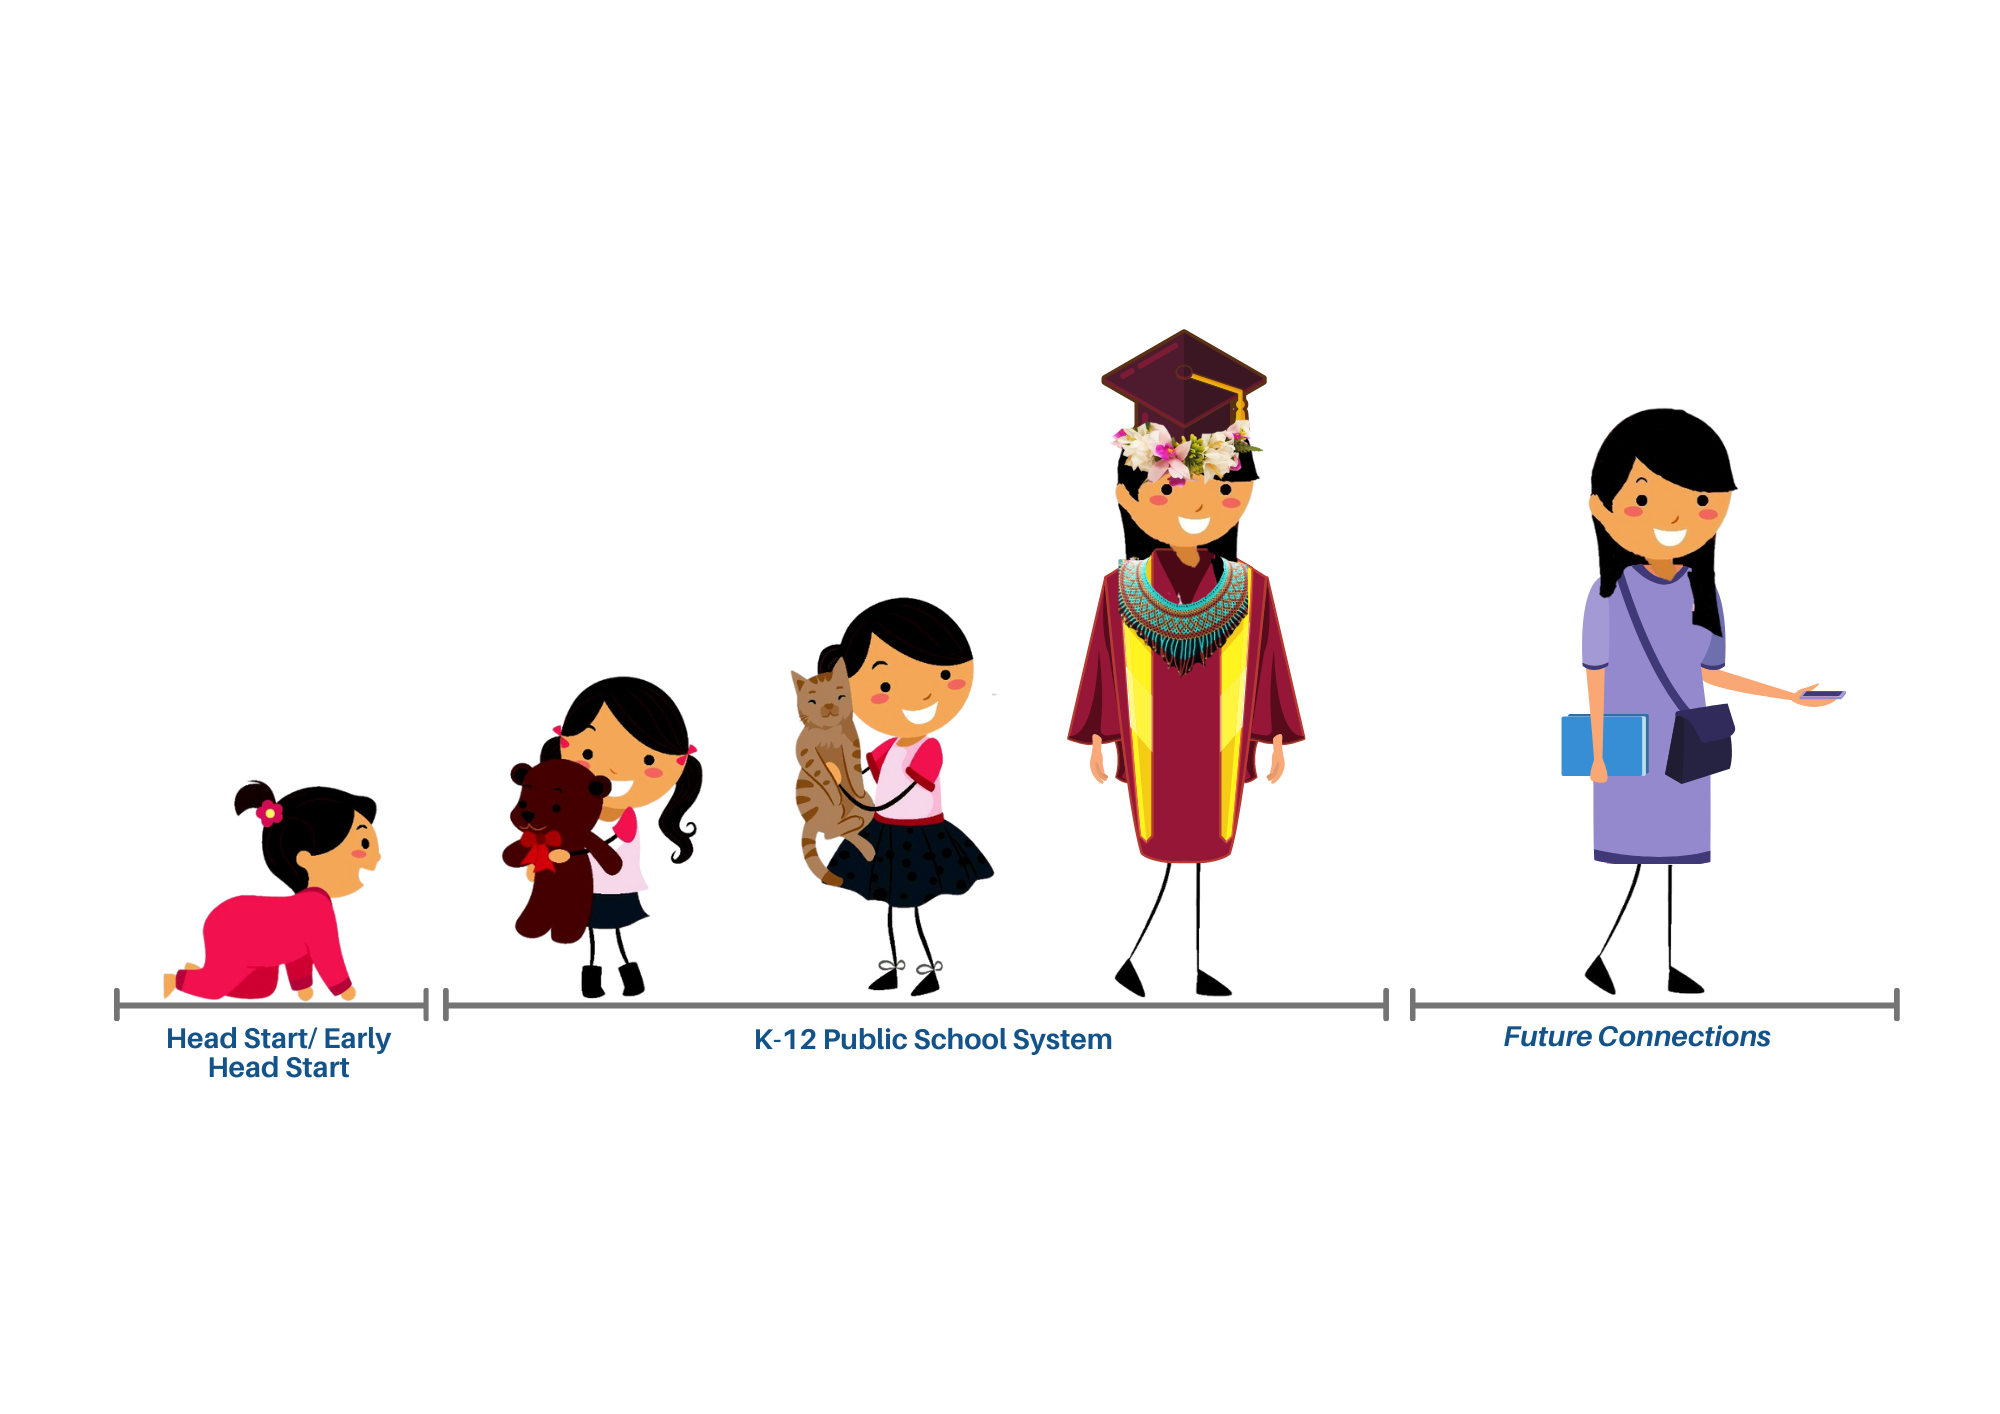 Head Start/ Early
Head Start
K-12 Public School System
Future Connections